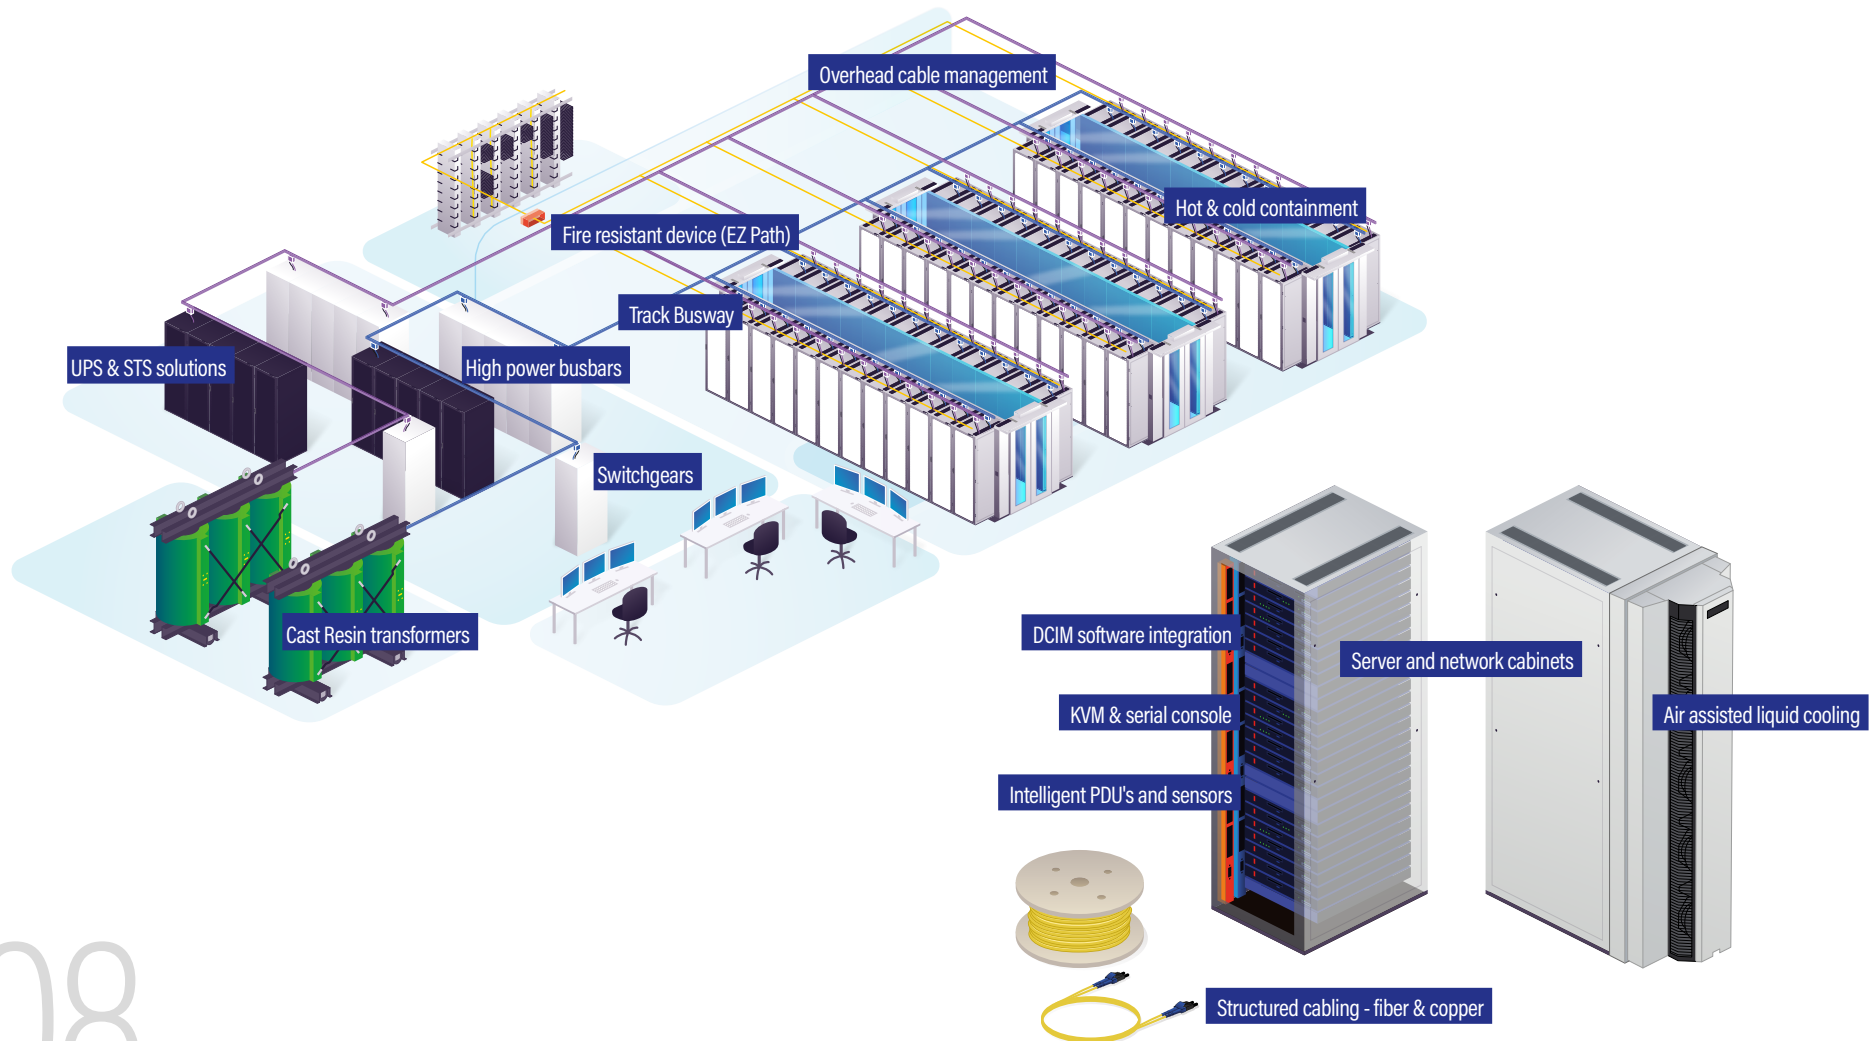 Overhead cable management
Hot & cold containment
Fire resistant device (EZ Path)
Track Busway
UPS & STS solutions
High power busbars
Switchgears
Cast Resin transformers
DCIM software integration
Server and network cabinets
KVM & serial console
Air assisted liquid cooling
Intelligent PDU's and sensors
Structured cabling - fiber & copper
08